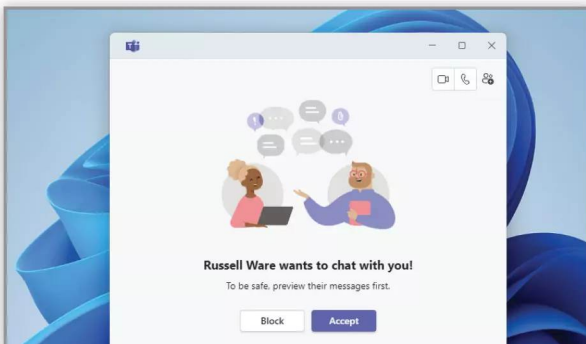 Russell Ware wants to chat with you!
To be safe, preview their messages first.
Block
Accept